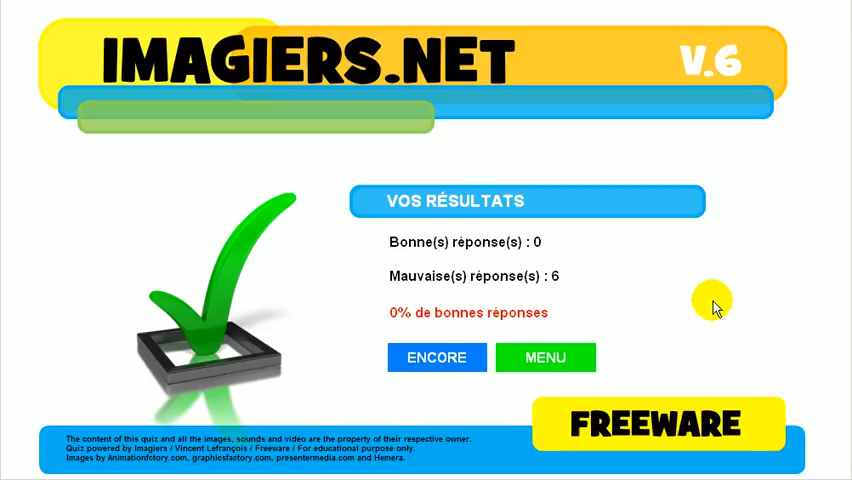 IMAGIERS.NET
V.6
VOS RÉSULTATS
Bonne(s) réponse(s) : 0
Mauvaise(s) réponse(s) : 6
0% de bonnes réponses
ENCORE
MENU
FREEWARE
The content of this quiz and all the images, sounds and video are the property of their respective owner.
Quiz powered by Imagiers / Vincent Lefrançois / Freeware / For educational purpose only.
Images by Animationfctory.com, graphicsfactory.com, presentermedia.com and Hemera.